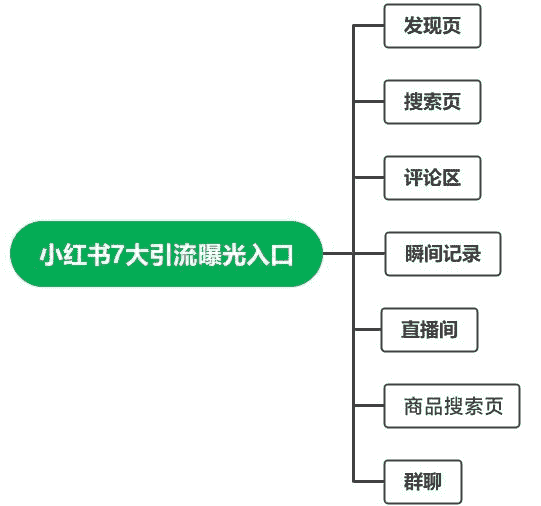 发现页
搜索页
评论区
小红书7大引流曝光入口
瞬间记录
直播间
商品搜索页
群聊